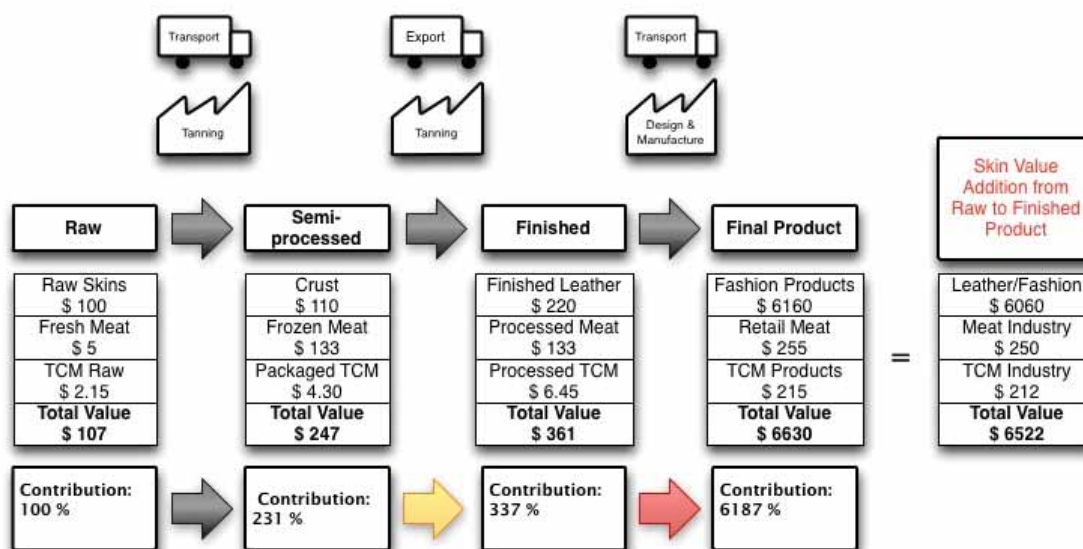 Transport
Export
Transport
Tanning
Tanning
Design &
Manufacture
Skin Value
Addition from
Raw to Finished
Product
Raw
Semi-
processed
Finished
Final Product
Raw Skins
$ 100
Fresh Meat
$ 5
TCM Raw
$ 2.15
Total Value
$ 107
Crust
$ 110
Frozen Meat
$ 133
Packaged TCM
$ 4.30
Total Value
$ 247
Finished Leather
$ 220
Processed Meat
$ 133
Processed TCM
$ 6.45
Total Value
$ 361
Fashion Products
$ 6160
Retail Meat
$ 255
TCM Products
$ 215
Total Value
$ 6630
=
Leather/Fashion
$ 6060
Meat Industry
$ 250
TCM Industry
$ 212
Total Value
$ 6522
Contribution:
100 %
Contribution:
231 %
Contribution:
337 %
Contribution:
6187 %